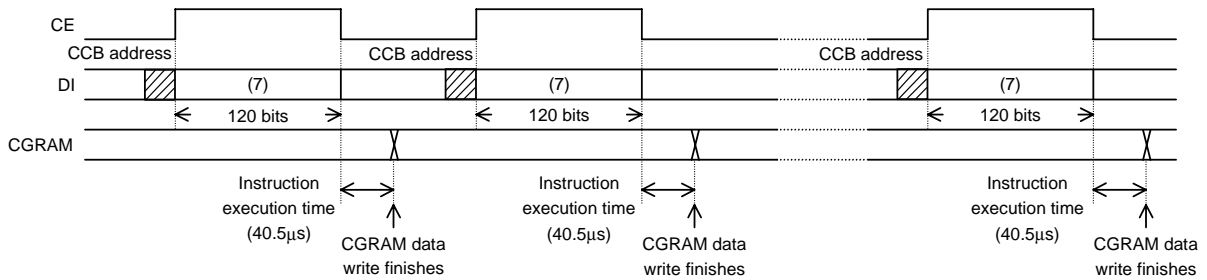 CE
CCB address CCB address CCB address
DI (7) (7) (7)
120 bits 120 bits 120 bits
CGRAM
Instruction Instruction Instruction
execution time execution time execution time
(40.5μs) (40.5μs) (40.5μs)
CGRAM data CGRAM data CGRAM data
write finishes write finishes write finishes